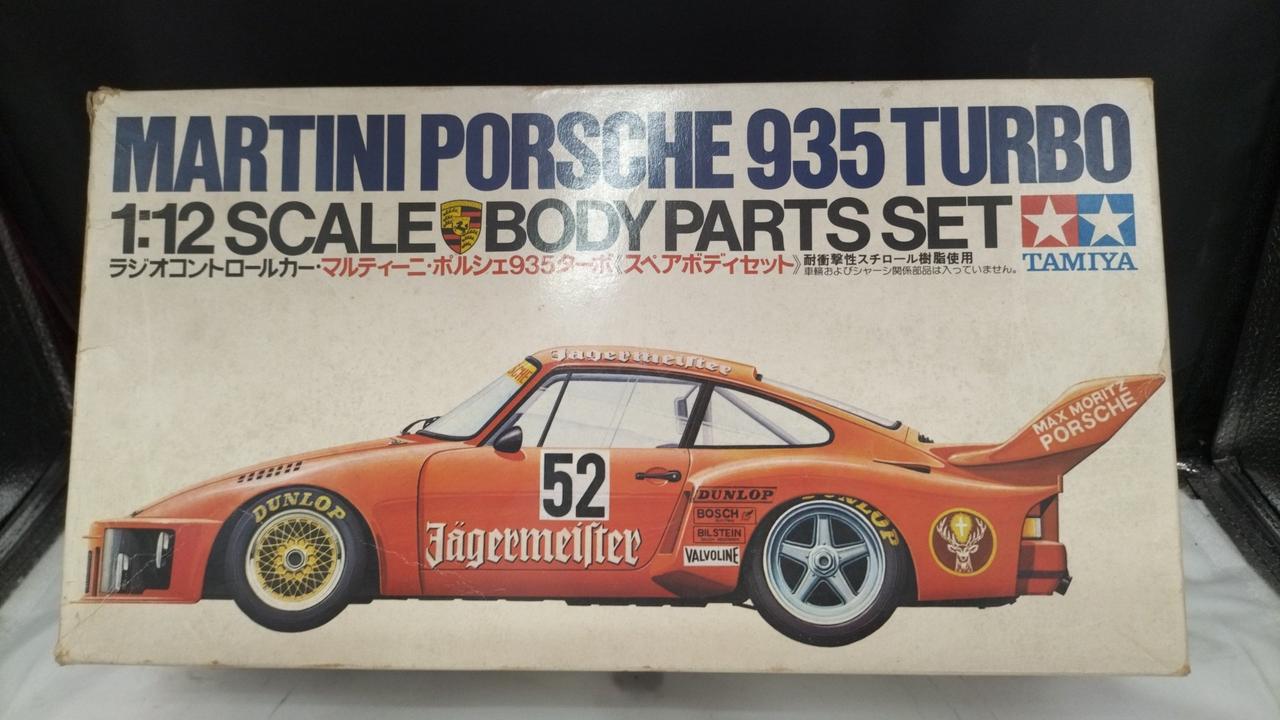 MARTINI PORSCHE 935 TURBO
1:12 SCALE BODY PARTS SET
TAMIYA
ラジオコントロールカー・マルティーニ・ポルシェ935ターボ《スペアボディセット》
耐衝撃性スチロール樹脂使用
車輪およびシャーシ関係部品は入っていません。
Jägermeiſter
MAX MORITZ
PORSCHE
52
DUNLOP
Jägermeiſter
DUNLOP
BOSCH
BILSTEIN
VALVOLINE
DUNLOP